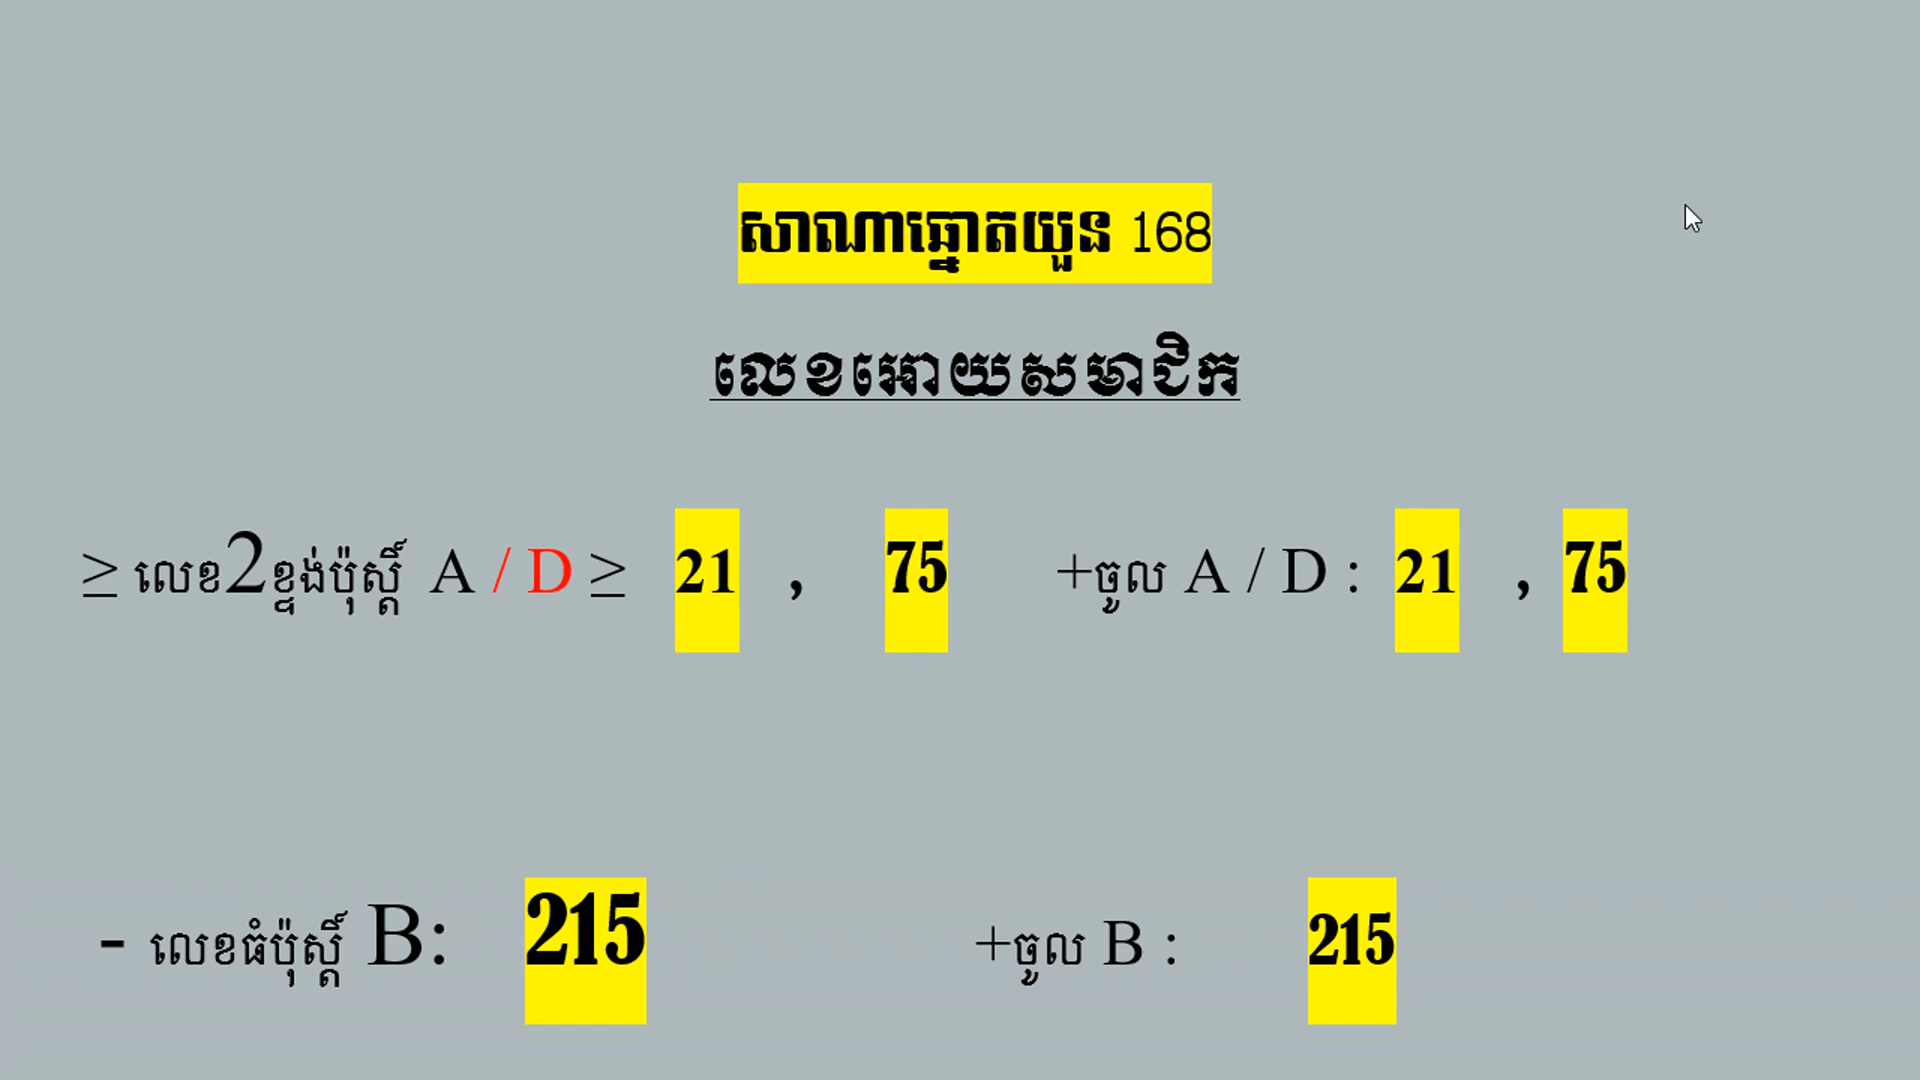 សាណាឆ្នោតយួន 168
លេខអោយសមាជិក
≥ លេខ2ខ្ទង់ប៉ុស្តិ៍ A / D ≥ 21 , 75 +ចូល A / D : 21 , 75
- លេខធំប៉ុស្តិ៍ B: 215 +ចូល B : 215